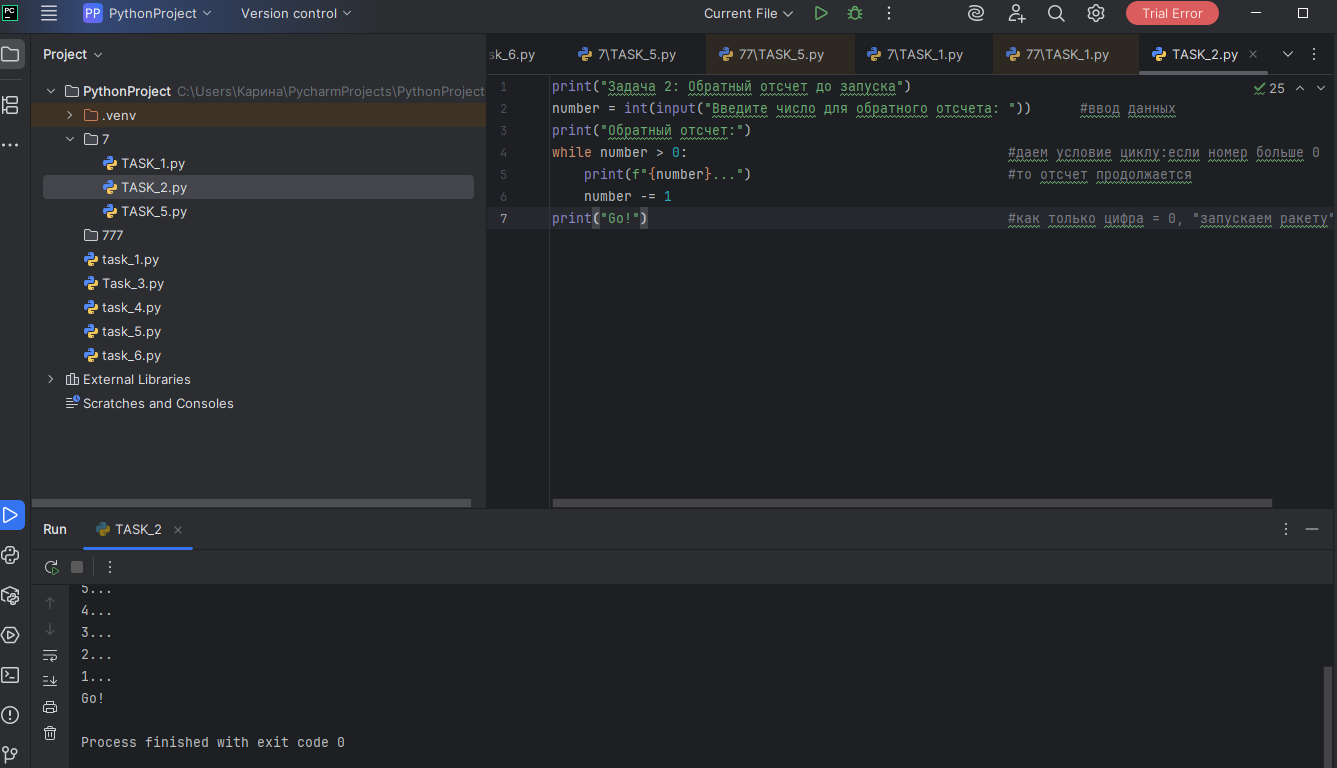 PC
PP PythonProject Version control Current File Trial Error
Project
sk_6.py 7\TASK_5.py 77\TASK_5.py 7\TASK_1.py 77\TASK_1.py TASK_2.py
PythonProject C:\Users\Карина\PycharmProjects\PythonProject
.venv
7
TASK_1.py
TASK_2.py
TASK_5.py
777
task_1.py
Task_3.py
task_4.py
task_5.py
task_6.py
External Libraries
Scratches and Consoles
1 print("Задача 2: Обратный отсчет до запуска") 25
2 number = int(input("Введите число для обратного отсчета: ")) #ввод данных
3 print("Обратный отсчет:")
4 while number > 0: #даем условие циклу:если номер больше 0
5 print(f"{number}...") #то отсчет продолжается
6 number -= 1
7 print("Go!") #как только цифра = 0, "запускаем ракету"
Run TASK_2
5...
4...
3...
2...
1...
Go!
Process finished with exit code 0